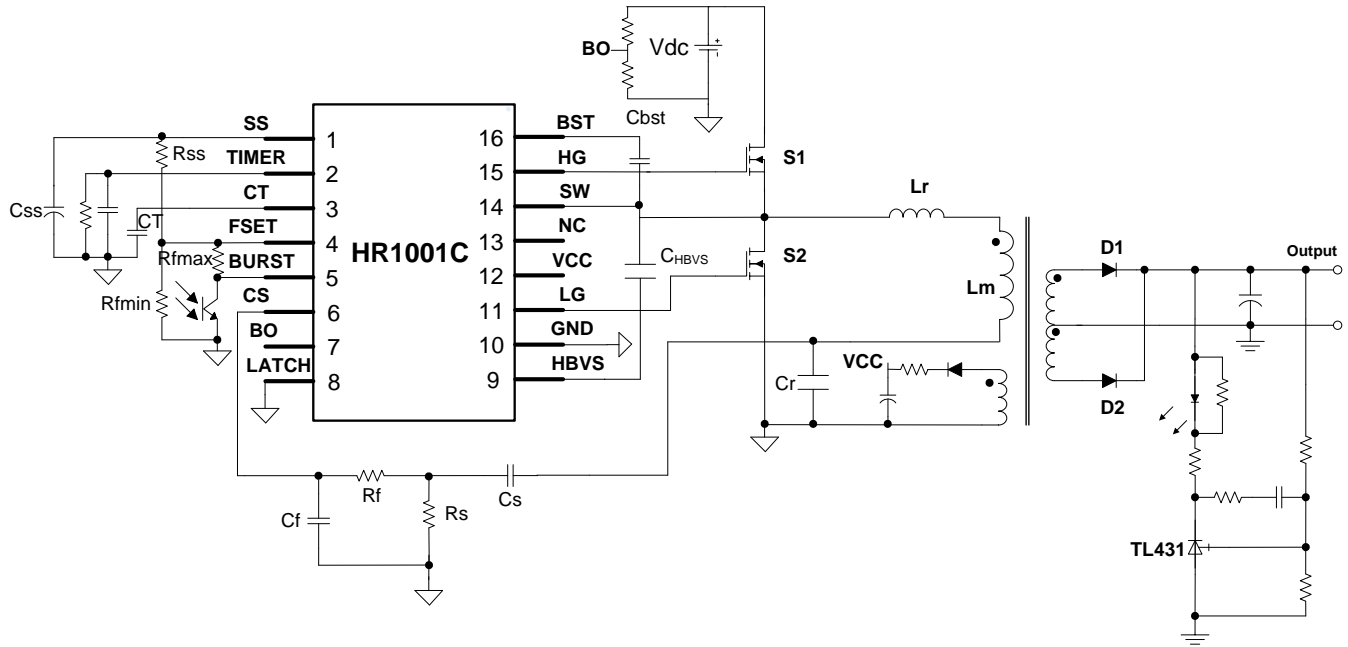 BO
Vdc
+
-
Cbst
SS
1
16
BST
Rss
TIMER
2
15
HG
S1
CT
3
14
SW
Lr
Css
CT
FSET
4
HR1001C
13
NC
Rfmax
BURST
5
12
VCC
CHBVS
S2
D1
Output
Rfmin
CS
6
11
LG
Lm
BO
7
10
GND
LATCH
8
9
HBVS
Cr
VCC
D2
Rf
Cs
Cf
Rs
TL431